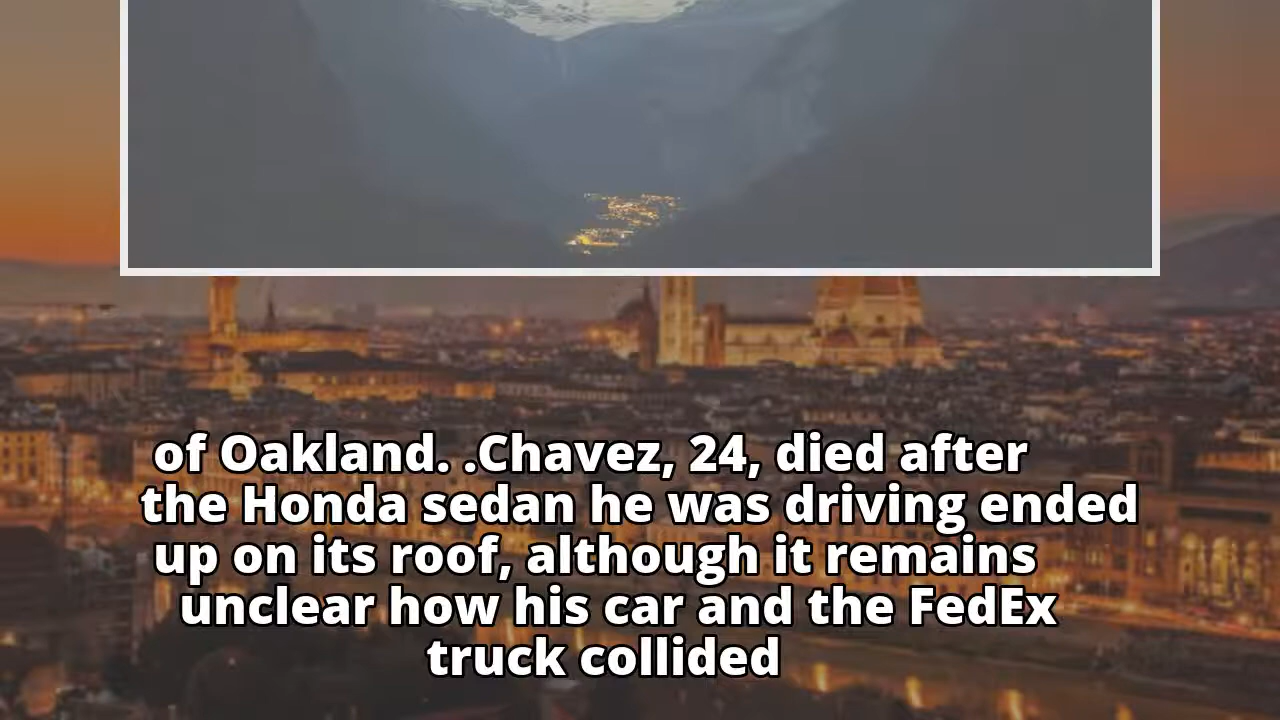 of Oakland. .Chavez, 24, died after
the Honda sedan he was driving ended
up on its roof, although it remains
unclear how his car and the FedEx
truck collided